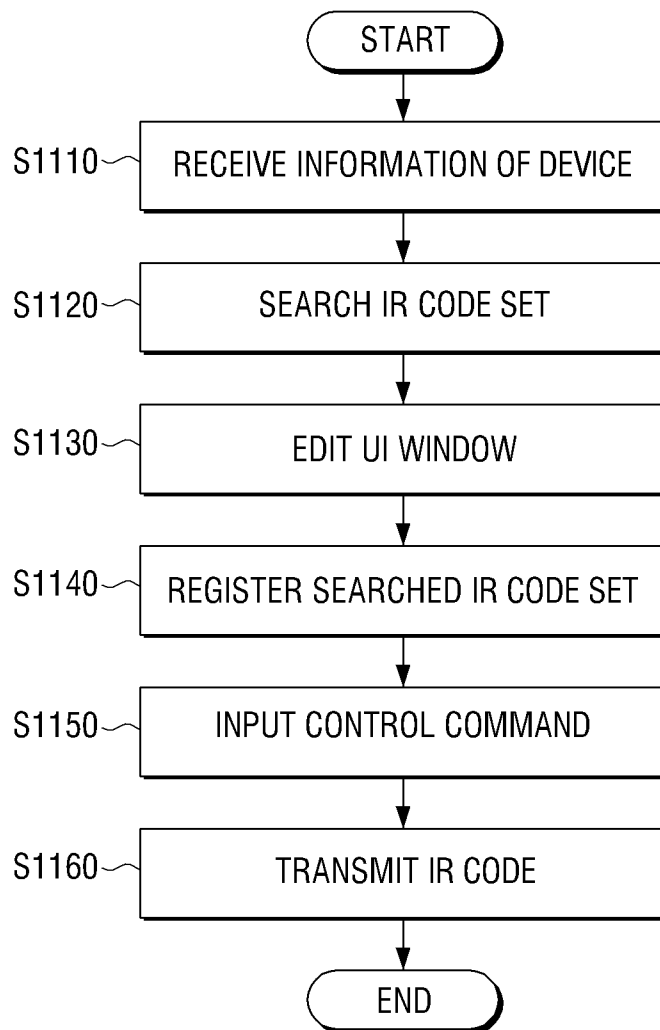 START
S1110 RECEIVE INFORMATION OF DEVICE
S1120 SEARCH IR CODE SET
S1130 EDIT UI WINDOW
S1140 REGISTER SEARCHED IR CODE SET
S1150 INPUT CONTROL COMMAND
S1160 TRANSMIT IR CODE
END